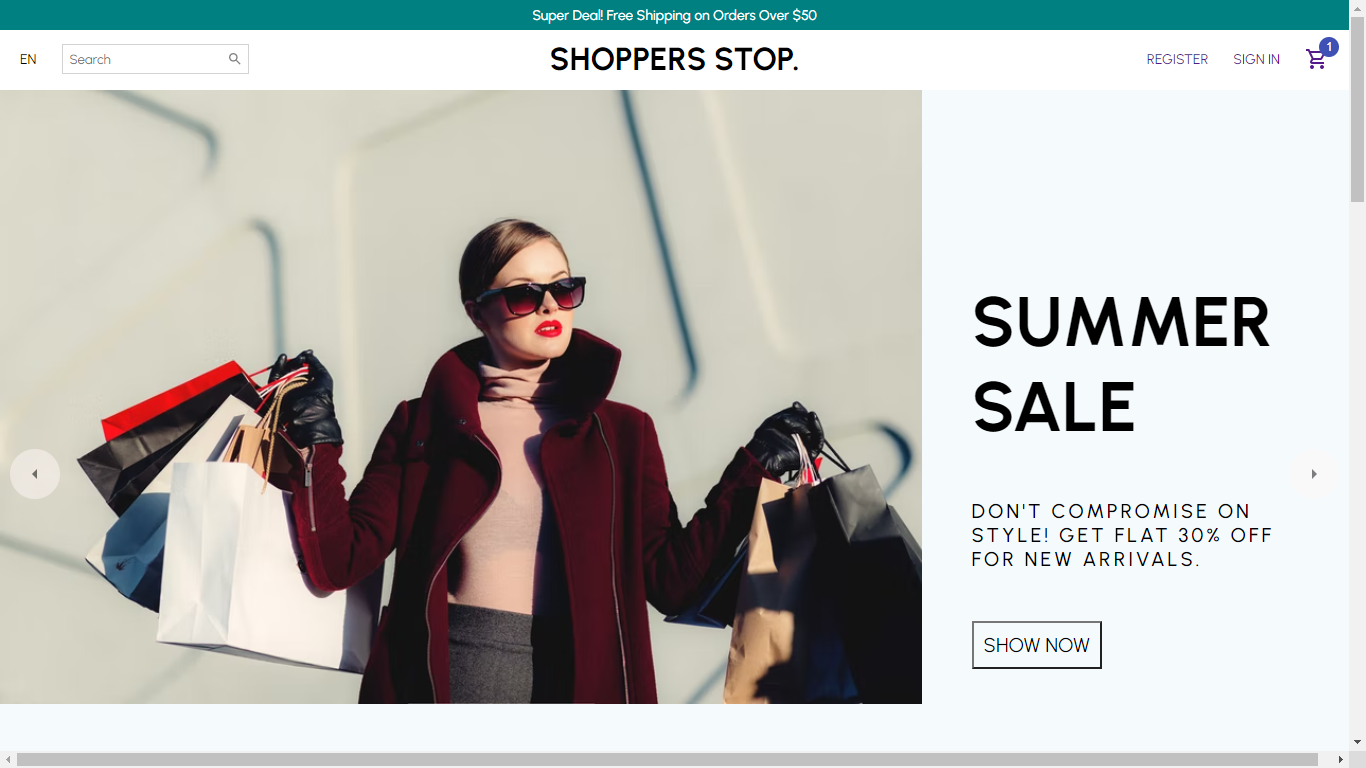 Super Deal! Free Shipping on Orders Over $50
EN
Search
SHOPPERS STOP.
REGISTER
SIGN IN
1
SUMMER
SALE
DON'T COMPROMISE ON
STYLE! GET FLAT 30% OFF
FOR NEW ARRIVALS.
SHOW NOW